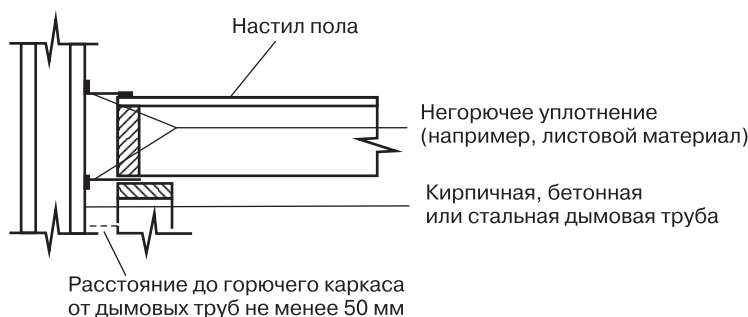 Настил пола
Негорючее уплотнение
(например, листовой материал)
Кирпичная, бетонная
или стальная дымовая труба
Расстояние до горючего каркаса
от дымовых труб не менее 50 мм